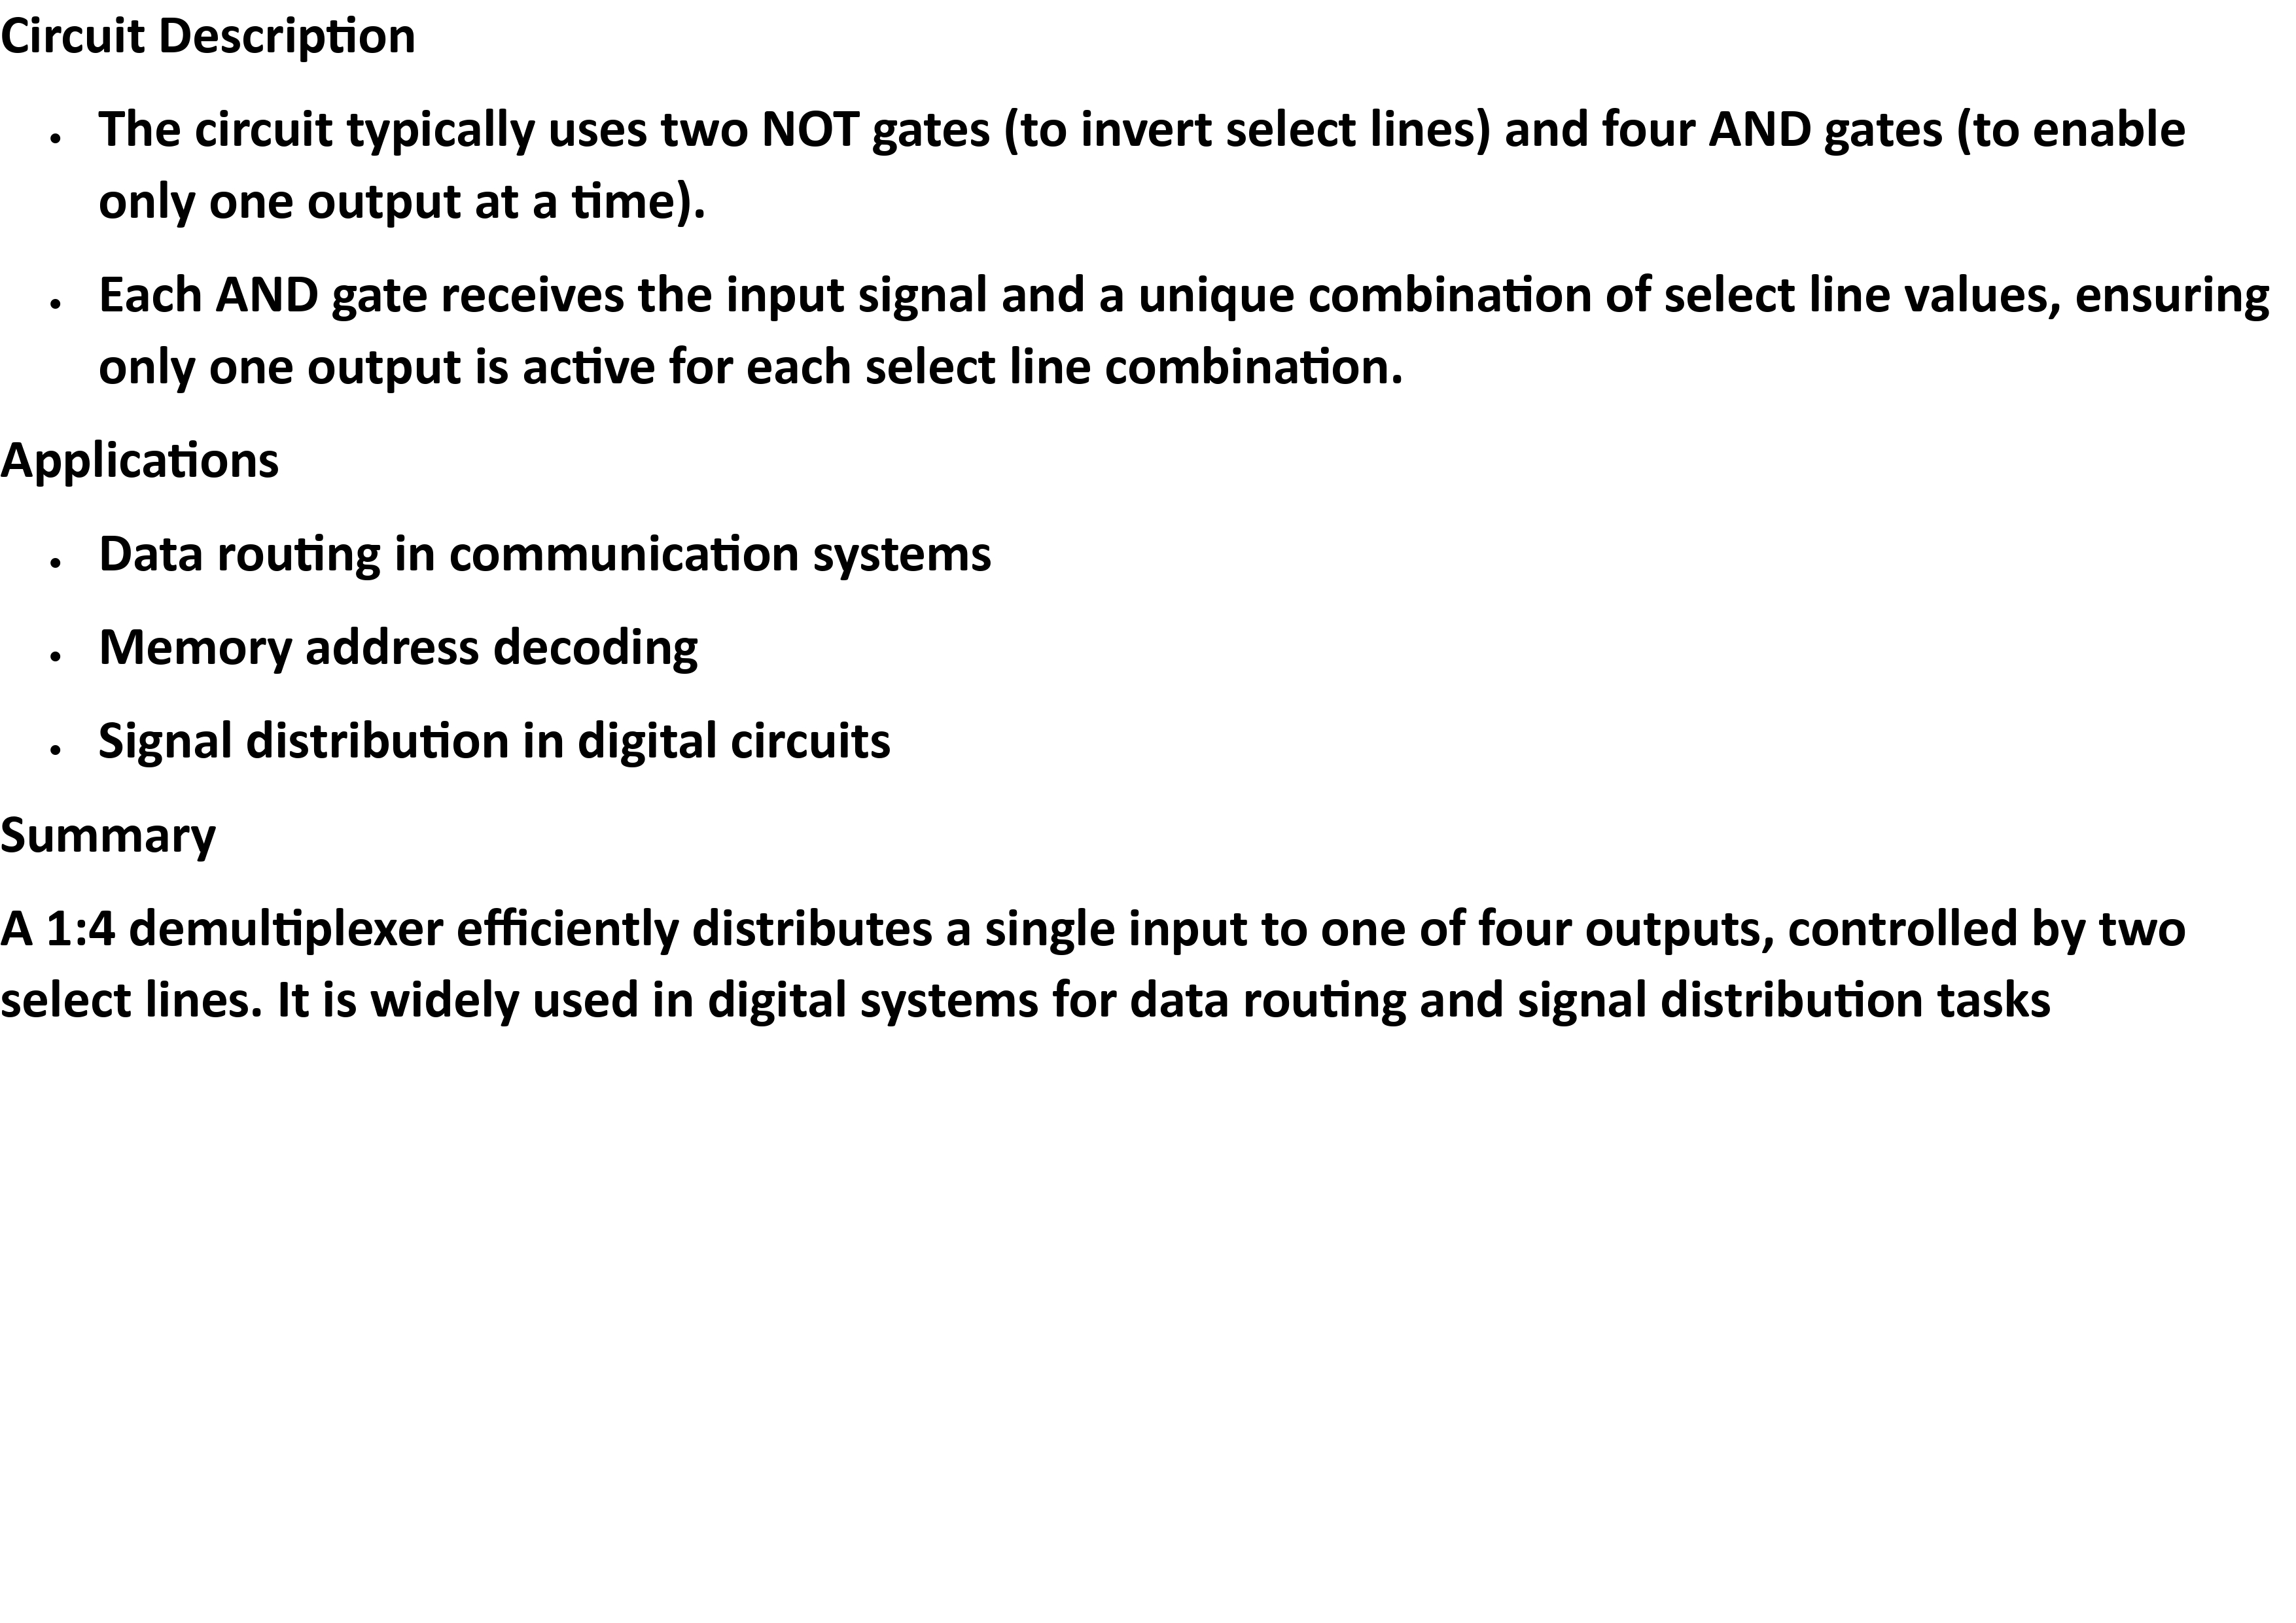 Circuit Description
• The circuit typically uses two NOT gates (to invert select lines) and four AND gates (to enable
only one output at a time).
• Each AND gate receives the input signal and a unique combination of select line values, ensuring
only one output is active for each select line combination.
Applications
• Data routing in communication systems
• Memory address decoding
• Signal distribution in digital circuits
Summary
A 1:4 demultiplexer efficiently distributes a single input to one of four outputs, controlled by two
select lines. It is widely used in digital systems for data routing and signal distribution tasks